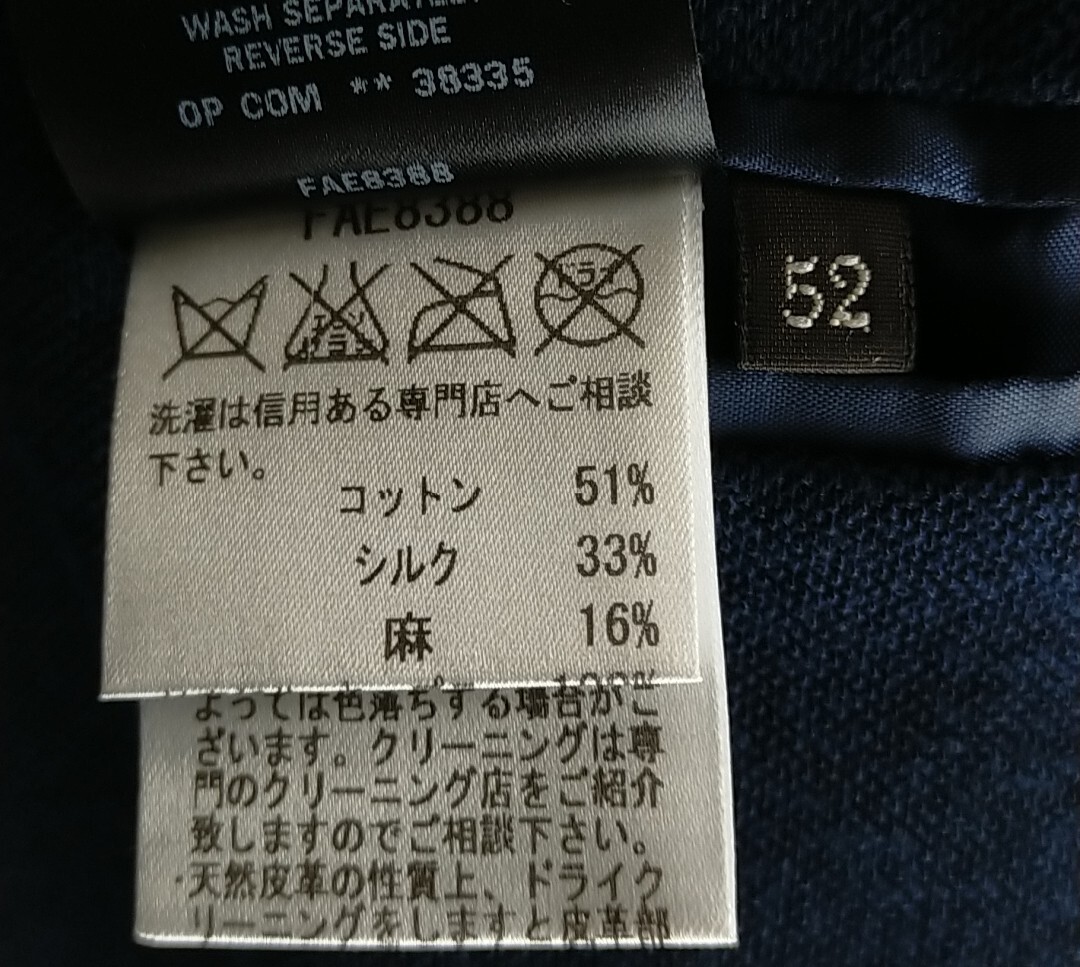 WASH SEPARATELY
REVERSE SIDE
OP COM ** 38335
FAE8388
FAE8388
52
洗濯は信用ある専門店へご相談
下さい。
コットン 51%
シルク 33%
麻 16%
よっては色落ちする場合がご
ざいます。クリーニングは専
門のクリーニング店をご紹介
致しますのでご相談下さい。
・天然皮革の性質上、ドライク
リーニングをしますと皮革部